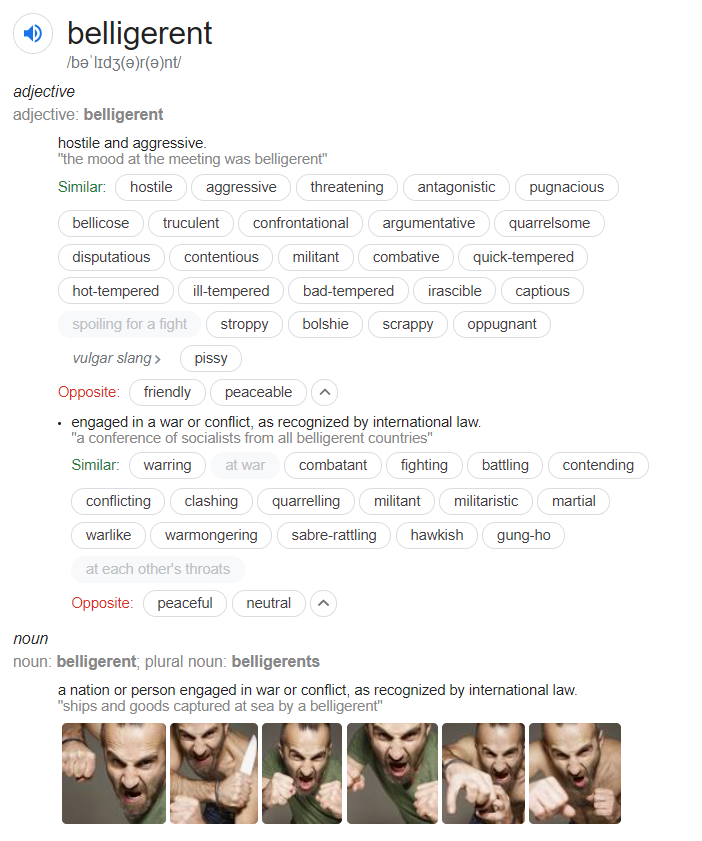 belligerent
/bəˈlɪdʒ(ə)r(ə)nt/
adjective
adjective: belligerent
hostile and aggressive.
"the mood at the meeting was belligerent"
Similar: hostile aggressive threatening antagonistic pugnacious
bellicose truculent confrontational argumentative quarrelsome
disputatious contentious militant combative quick-tempered
hot-tempered ill-tempered bad-tempered irascible captious
spoiling for a fight stroppy bolshie scrappy oppugnant
vulgar slang pissy
Opposite: friendly peaceable
• engaged in a war or conflict, as recognized by international law.
"a conference of socialists from all belligerent countries"
Similar: warring at war combatant fighting battling contending
conflicting clashing quarrelling militant militaristic martial
warlike warmongering sabre-rattling hawkish gung-ho
at each other's throats
Opposite: peaceful neutral
noun
noun: belligerent; plural noun: belligerents
a nation or person engaged in war or conflict, as recognized by international law.
"ships and goods captured at sea by a belligerent"